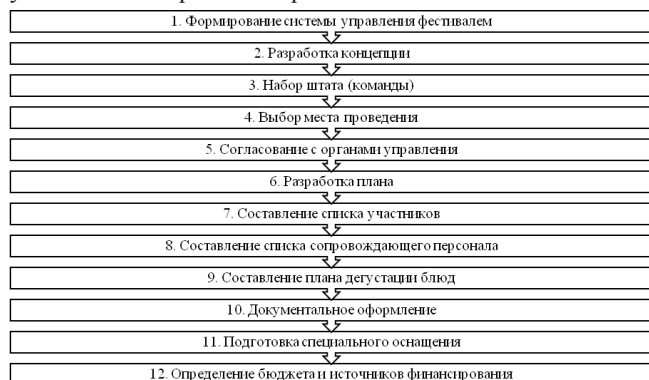 1. Формирование системы управления фестивалем
2. Разработка концепции
3. Набор штата (команды)
4. Выбор места проведения
5. Согласование с органами управления
6. Разработка плана
7. Составление списка участников
8. Составление списка сопровождающего персонала
9. Составление плана дегустации блюд
10. Документальное оформление
11. Подготовка специального оснащения
12. Определение бюджета и источников финансирования